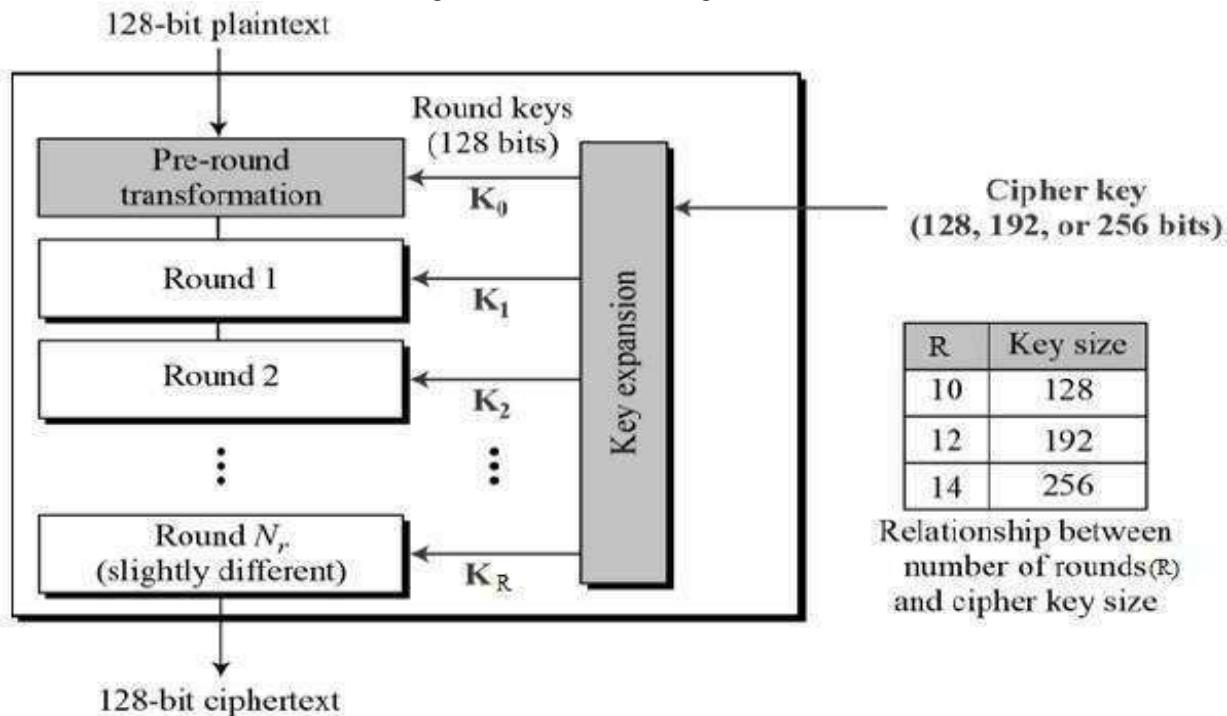 128-bit plaintext
Round keys
(128 bits)
Pre-round
transformation
K₀
Cipher key
(128, 192, or 256 bits)
Round 1
K₁
Key expansion
Round 2
K₂
R Key size
10 128
12 192
14 256
Relationship between
number of rounds(R)
and cipher key size
Round Nᵣ
(slightly different)
K R
128-bit ciphertext